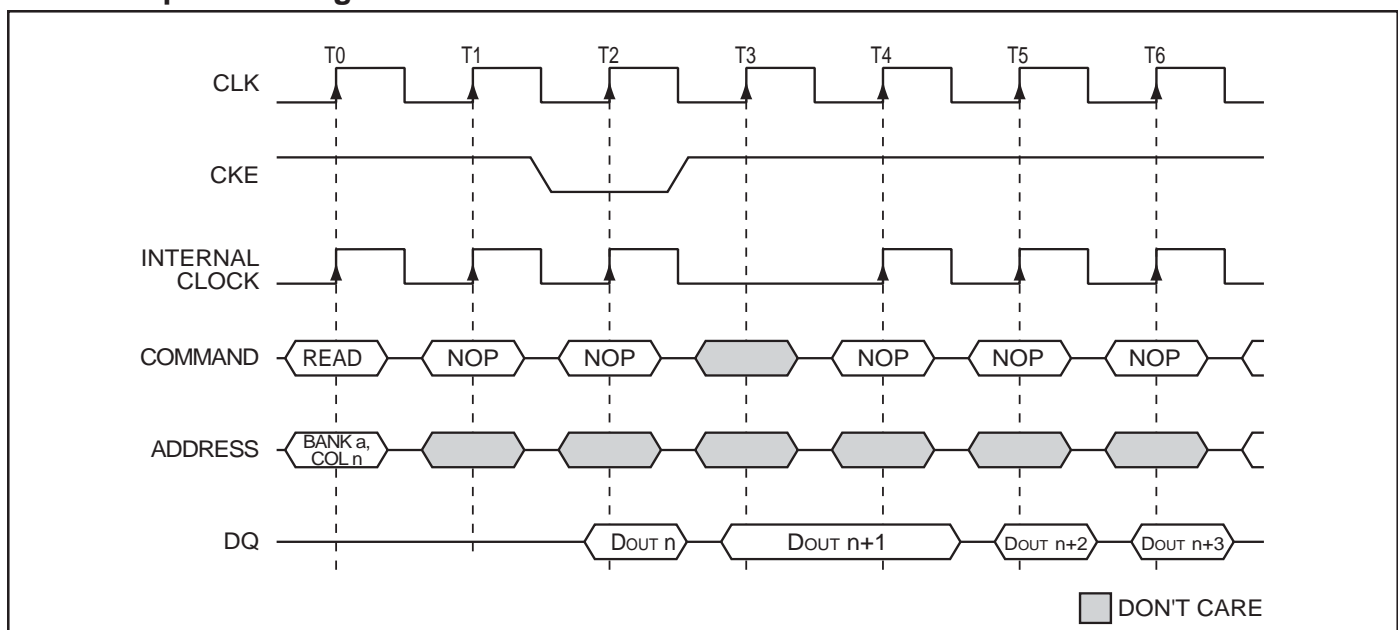 T0 T1 T2 T3 T4 T5 T6
CLK
CKE
INTERNAL
CLOCK
COMMAND READ NOP NOP NOP NOP NOP
ADDRESS BANK a,
COL n
DQ DOUT n DOUT n+1 DOUT n+2 DOUT n+3
DON'T CARE